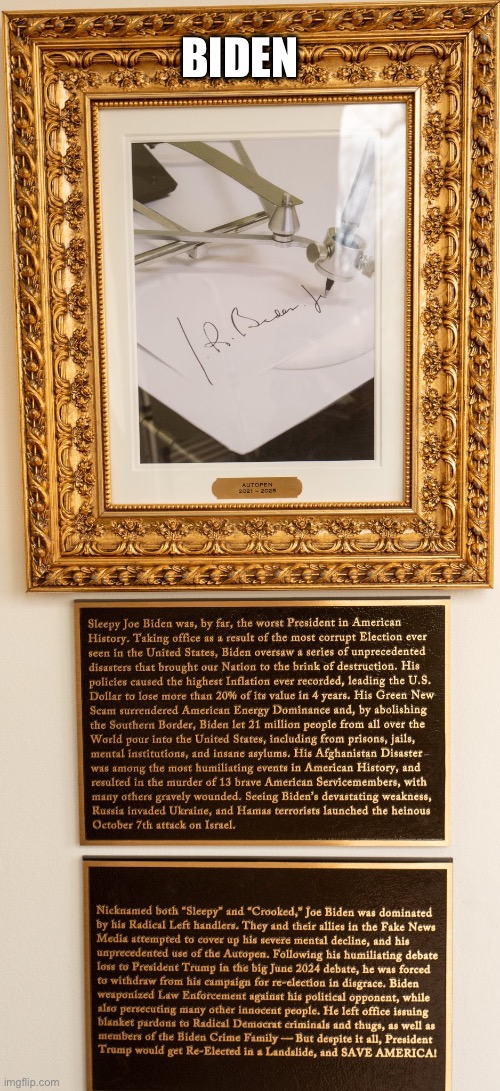 BIDEN
J. R. Biden, Jr
AUTOPEN
2021 – 2025
Sleepy Joe Biden was, by far, the worst President in American
History. Taking office as a result of the most corrupt Election ever
seen in the United States, Biden oversaw a series of unprecedented
disasters that brought our Nation to the brink of destruction. His
policies caused the highest Inflation ever recorded, leading the U.S.
Dollar to lose more than 20% of its value in 4 years. His Green New
Scam surrendered American Energy Dominance and, by abolishing
the Southern Border, Biden let 21 million people from all over the
World pour into the United States, including from prisons, jails,
mental institutions, and insane asylums. His Afghanistan Disaster
was among the most humiliating events in American History, and
resulted in the murder of 13 brave American Servicemembers, with
many others gravely wounded. Seeing Biden's devastating weakness,
Russia invaded Ukraine, and Hamas terrorists launched the heinous
October 7th attack on Israel.
Nicknamed both "Sleepy" and "Crooked," Joe Biden was dominated
by his Radical Left handlers. They and their allies in the Fake News
Media attempted to cover up his severe mental decline, and his
unprecedented use of the Autopen. Following his humiliating debate
loss to President Trump in the big June 2024 debate, he was forced
to withdraw from his campaign for re-election in disgrace. Biden
weaponized Law Enforcement against his political opponent, while
also persecuting many other innocent people. He left office issuing
blanket pardons to Radical Democrat criminals and thugs, as well as
members of the Biden Crime Family — But despite it all, President
Trump would get Re-Elected in a Landslide, and SAVE AMERICA!
imgflip.com